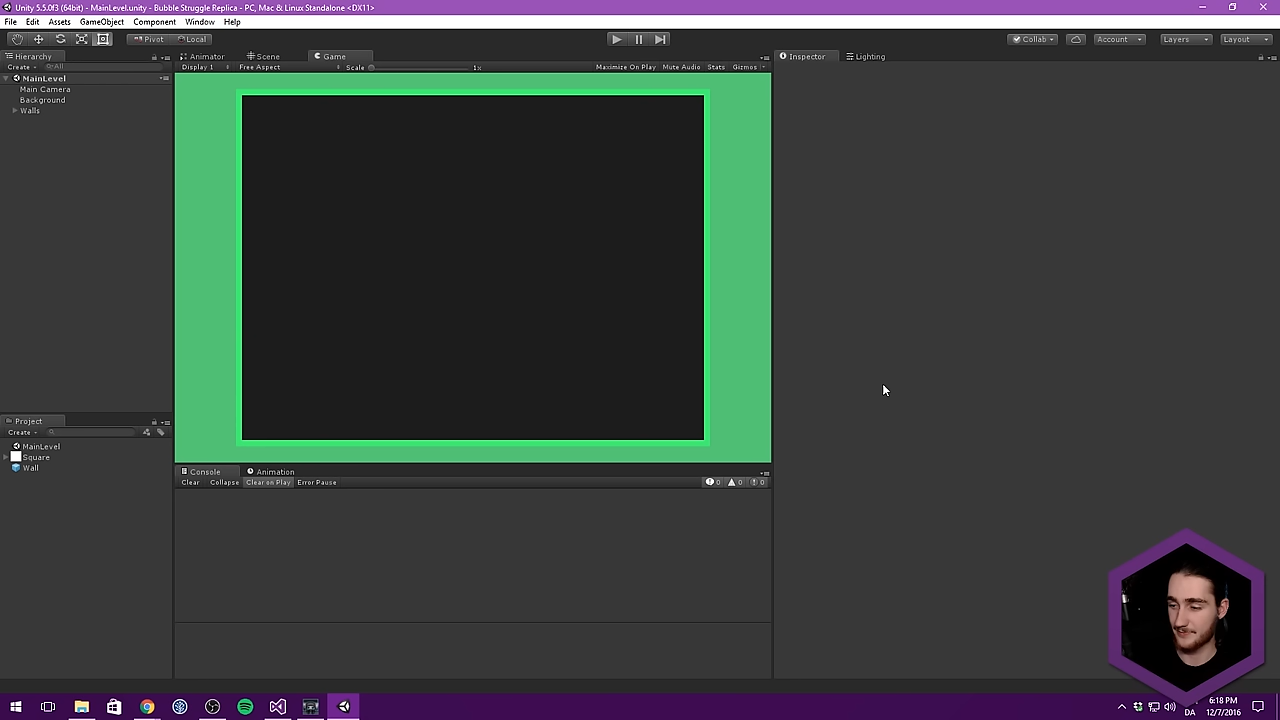 Unity 5.5.0f3 (64bit) - MainLevel.unity - Bubble Struggle Replica - PC, Mac & Linux Standalone <DX11>
File Edit Assets GameObject Component Window Help
Pivot Local Collab Account Layers Layout
Hierarchy Animator Scene Game Inspector Lighting
Create All Display 1 Free Aspect Scale 1x Maximize On Play Mute Audio Stats Gizmos
MainLevel
Main Camera
Background
Walls
Project
Create
MainLevel
Square
Wall
Console Animation
Clear Collapse Clear on Play Error Pause 0 0 0
6:18 PM
DA 12/7/2016